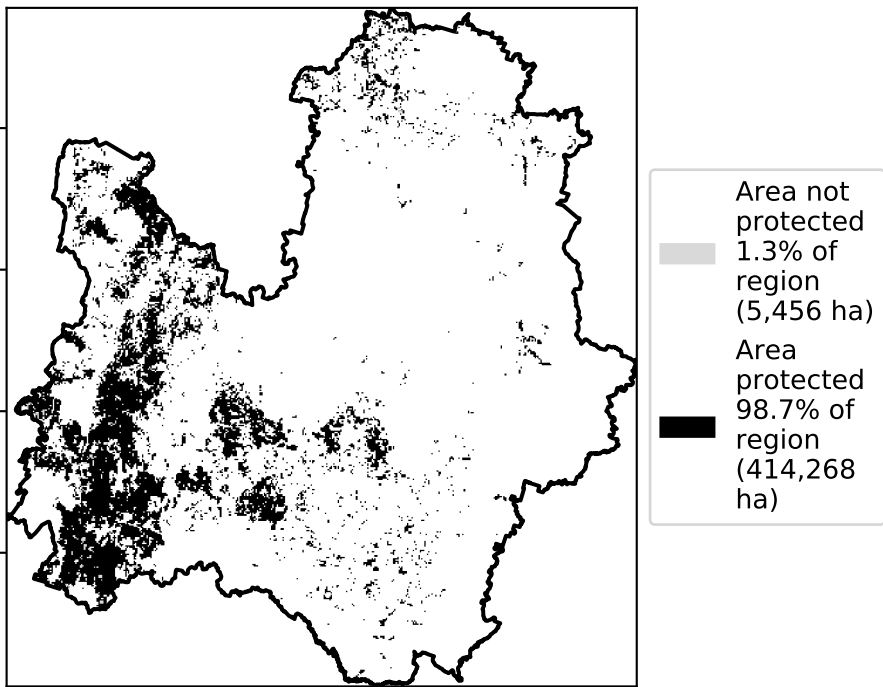 Area not
protected
1.3% of
region
(5,456 ha)
Area
protected
98.7% of
region
(414,268
ha)